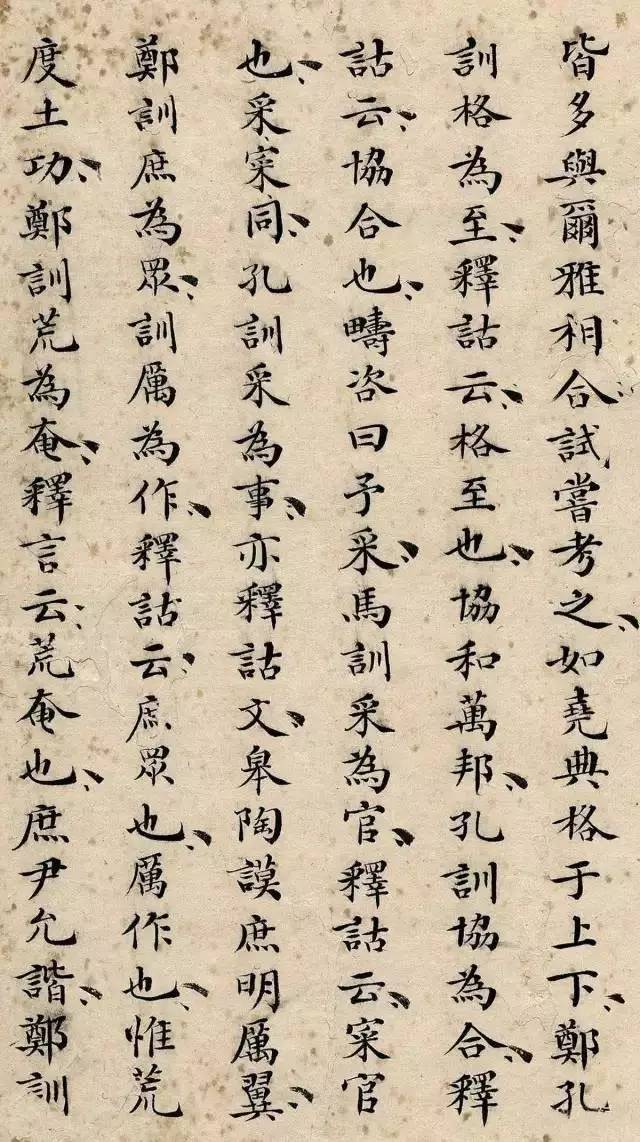 皆多與爾雅相合試嘗考之如堯典格于上下鄭孔
訓格為至釋詁云格至也協和萬邦孔訓協為合釋
詁云協合也疇咨曰予采馬訓采為官釋詁云寀官
也采寀同孔訓采為事亦釋詁文皋陶謨庶明厲翼
鄭訓庶為眾訓厲為作釋詁云庶眾也厲作也惟荒
度土功鄭訓荒為奄釋言云荒奄也庶尹允諧鄭訓